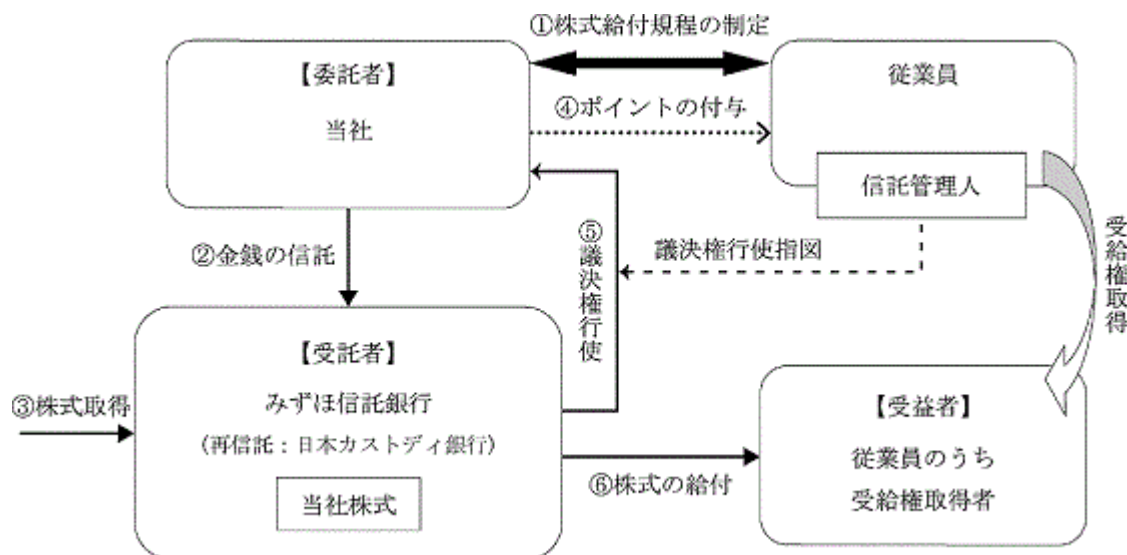 ①株式給付規程の制定
【委託者】
当社
従業員
④ポイントの付与
信託管理人
②金銭の信託
⑤議決権行使
議決権行使指図
受給権取得
【受託者】
みずほ信託銀行
(再信託：日本カストディ銀行)
当社株式
③株式取得
⑥株式の給付
【受益者】
従業員のうち
受給権取得者